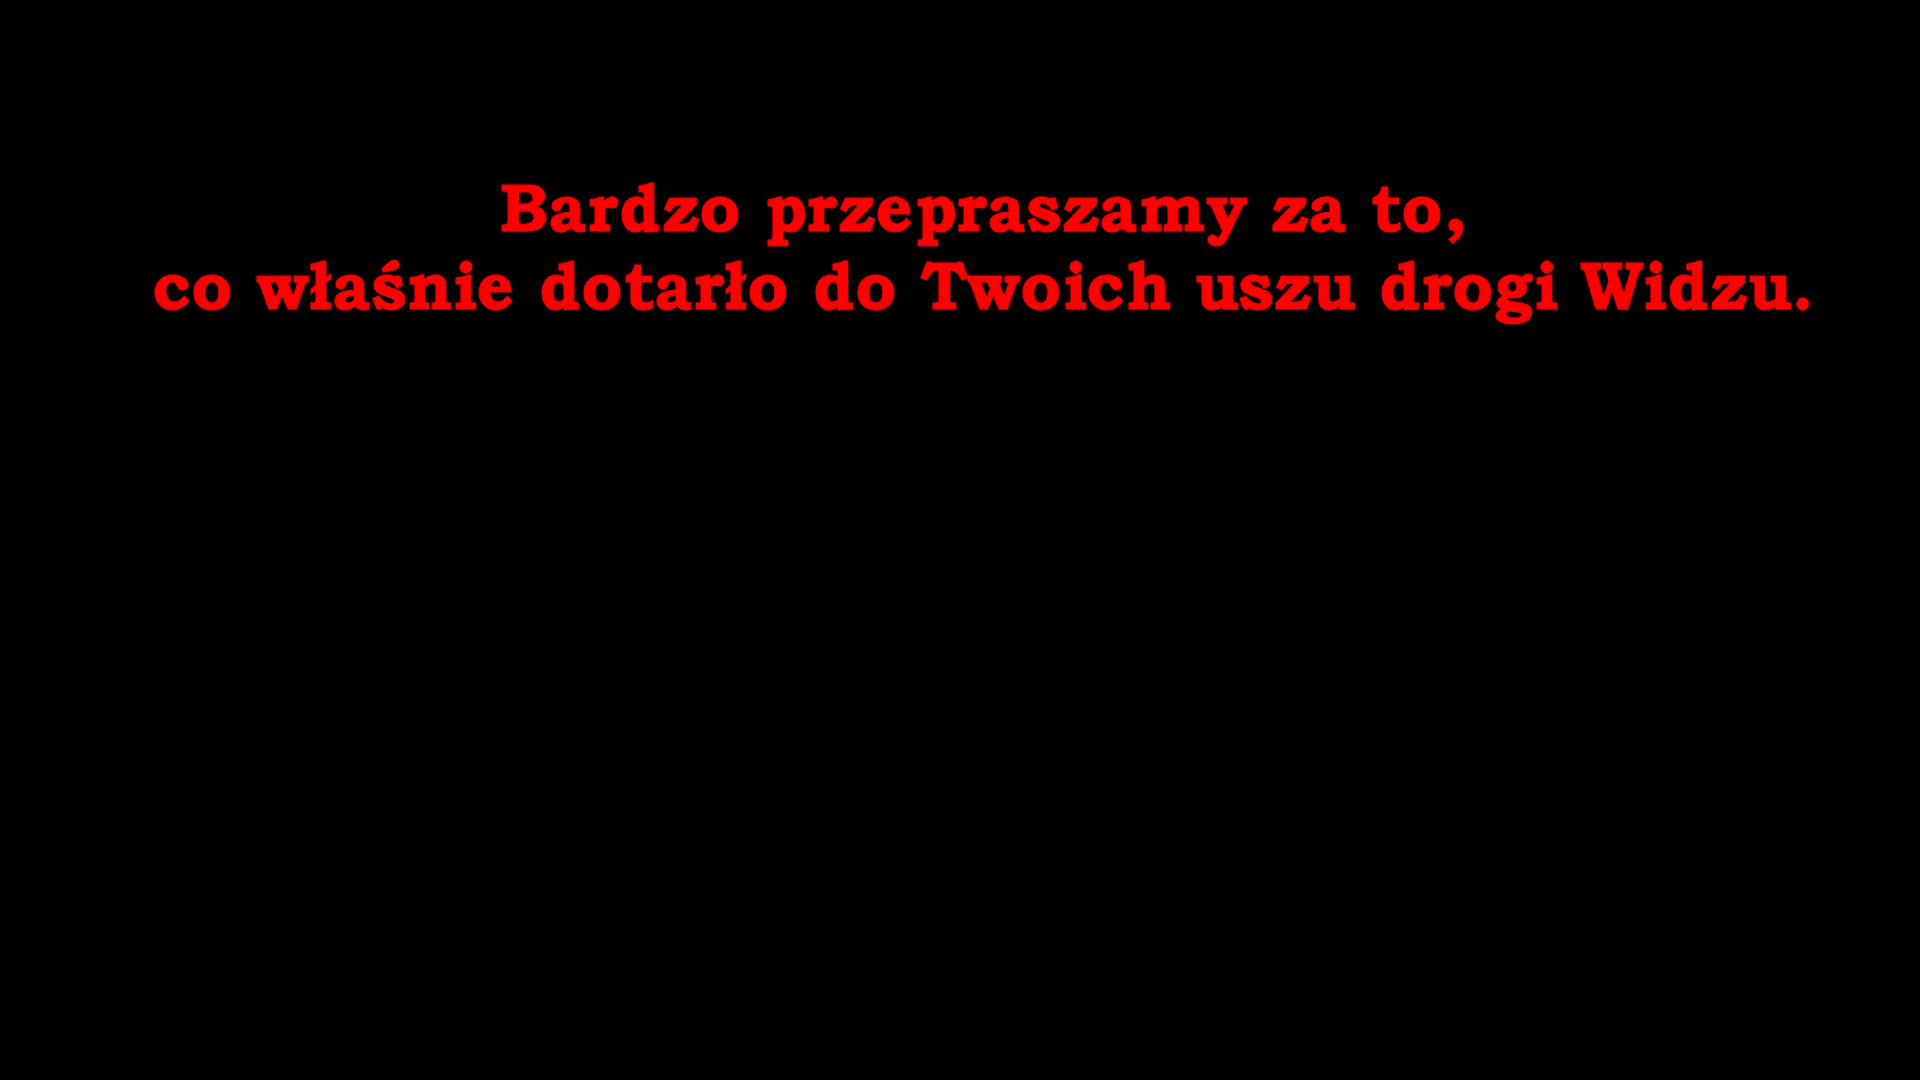 Bardzo przepraszamy za to,
co właśnie dotarło do Twoich uszu drogi Widzu.